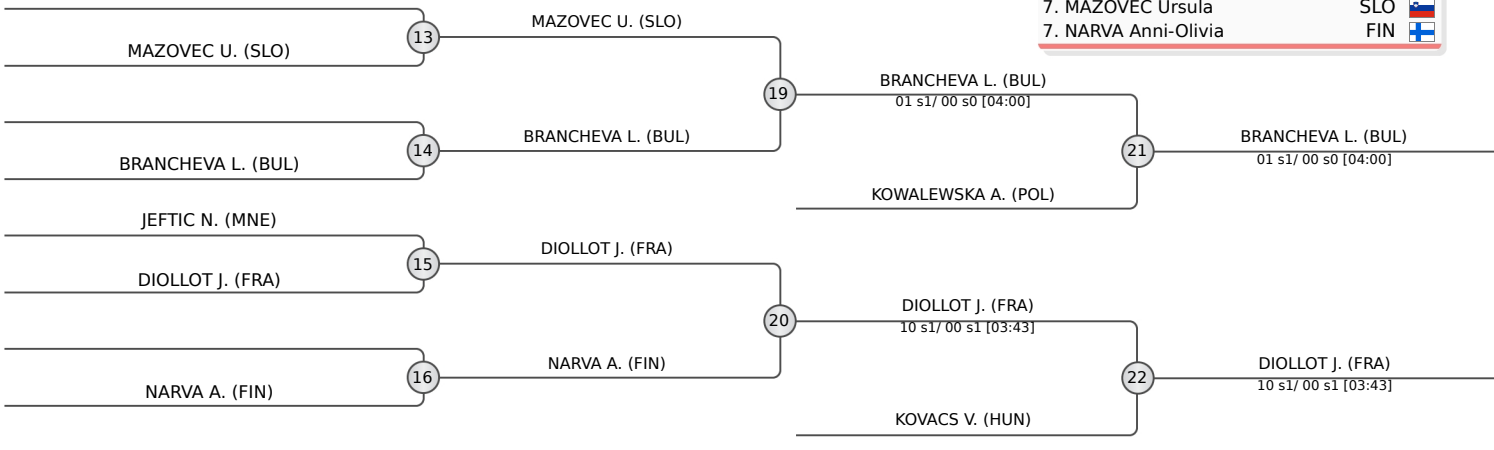 7. MAZOVEC Ursula SLO
7. NARVA Anni-Olivia FIN
MAZOVEC U. (SLO)
13
MAZOVEC U. (SLO)
BRANCHEVA L. (BUL)
14
BRANCHEVA L. (BUL)
19
BRANCHEVA L. (BUL)
01 s1/ 00 s0 [04:00]
KOWALEWSKA A. (POL)
21
BRANCHEVA L. (BUL)
01 s1/ 00 s0 [04:00]
JEFTIC N. (MNE)
DIOLLOT J. (FRA)
15
DIOLLOT J. (FRA)
NARVA A. (FIN)
16
NARVA A. (FIN)
20
DIOLLOT J. (FRA)
10 s1/ 00 s1 [03:43]
KOVACS V. (HUN)
22
DIOLLOT J. (FRA)
10 s1/ 00 s1 [03:43]